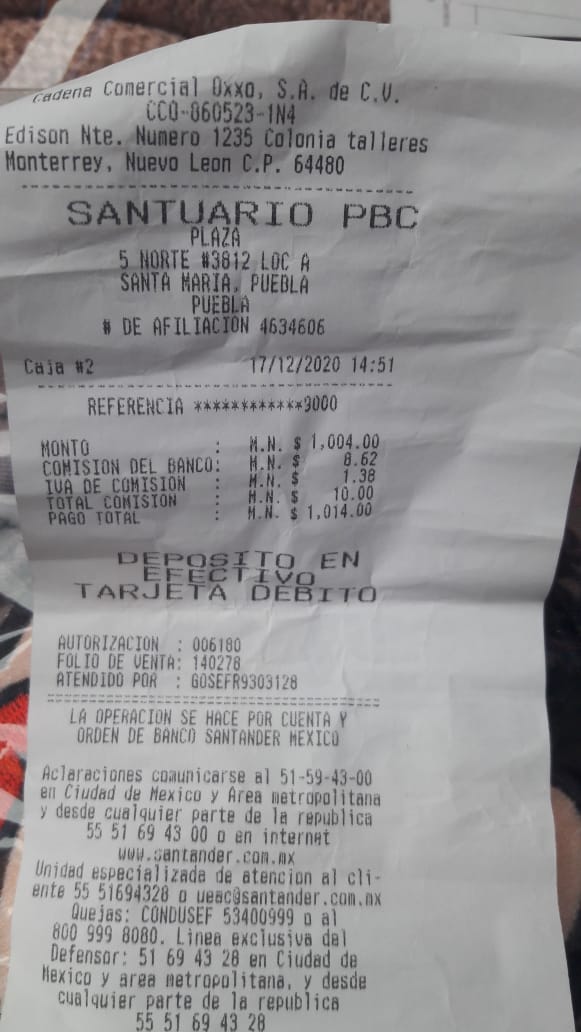 Cadena Comercial Oxxo, S.A. de C.V.
CCO-860523-1N4
Edison Nte. Numero 1235 Colonia talleres
Monterrey, Nuevo Leon C.P. 64480
SANTUARIO PBC
PLAZA
5 NORTE #3812 LOC A
SANTA MARIA, PUEBLA
PUEBLA
# DE AFILIACION 4634606
Caja #2 17/12/2020 14:51
REFERENCIA ************9000
MONTO : M.N. $ 1,004.00
COMISION DEL BANCO: M.N. $ 8.62
IVA DE COMISION : M.N. $ 1.38
TOTAL COMISION : M.N. $ 10.00
PAGO TOTAL : M.N. $ 1,014.00
DEPOSITO EN
EFECTIVO
TARJETA DEBITO
AUTORIZACION : 006180
FOLIO DE VENTA: 140278
ATENDIDO POR : GOSEFR9303128
LA OPERACION SE HACE POR CUENTA Y
ORDEN DE BANCO SANTANDER MEXICO
Aclaraciones comunicarse al 51-59-43-00
en Ciudad de Mexico y Area metropolitana
y desde cualquier parte de la republica
55 51 69 43 00 o en internet
www.santander.com.mx
Unidad especializada de atencion al cli-
ente 55 51694328 o ueac@santander.com.mx
Quejas: CONDUSEF 53400999 o al
800 999 8080. Linea exclusiva del
Defensor: 51 69 43 28 en Ciudad de
Mexico y area metropolitana, y desde
cualquier parte de la republica
55 51 69 43 28